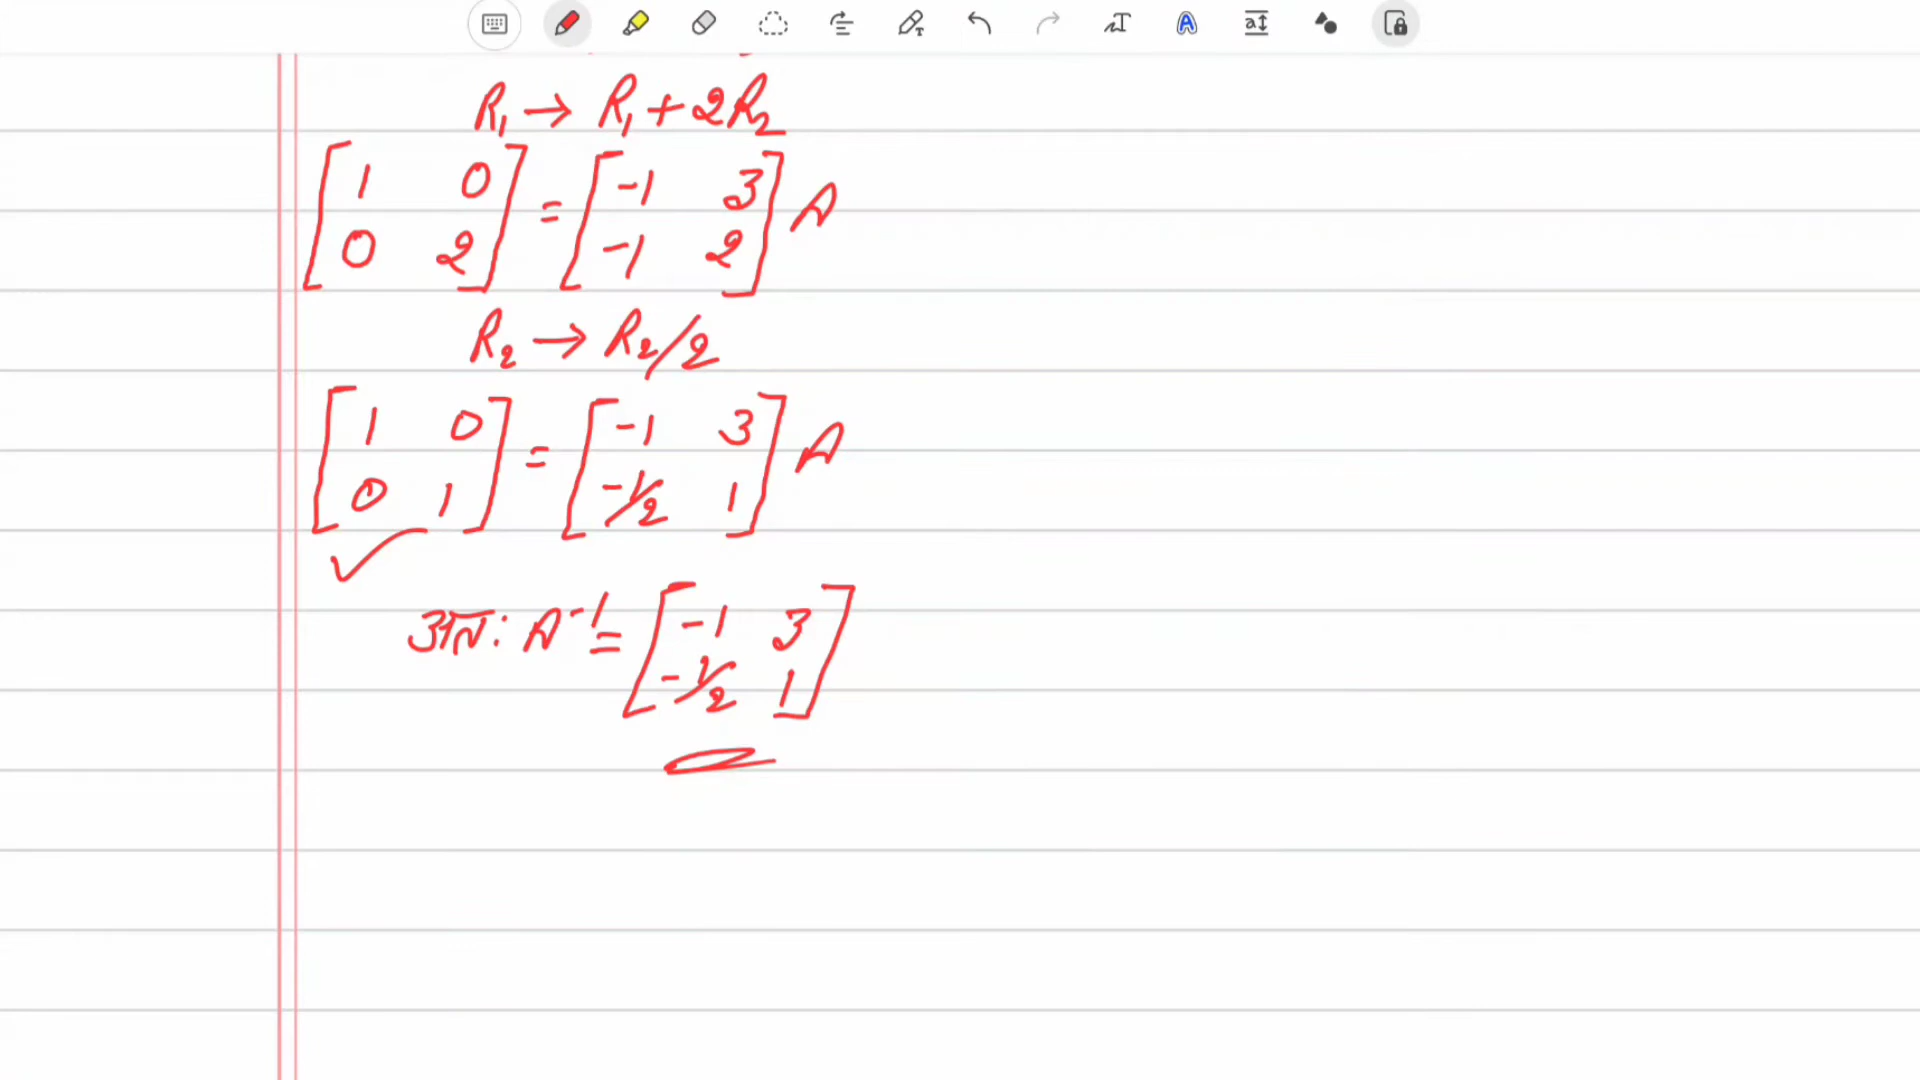 R₁ → R₁ + 2R₂
[1 0; 0 2] = [-1 3; -1 2] A
R₂ → R₂/2
[1 0; 0 1] = [-1 3; -1/2 1] A
अतः A⁻¹ = [-1 3; -1/2 1]